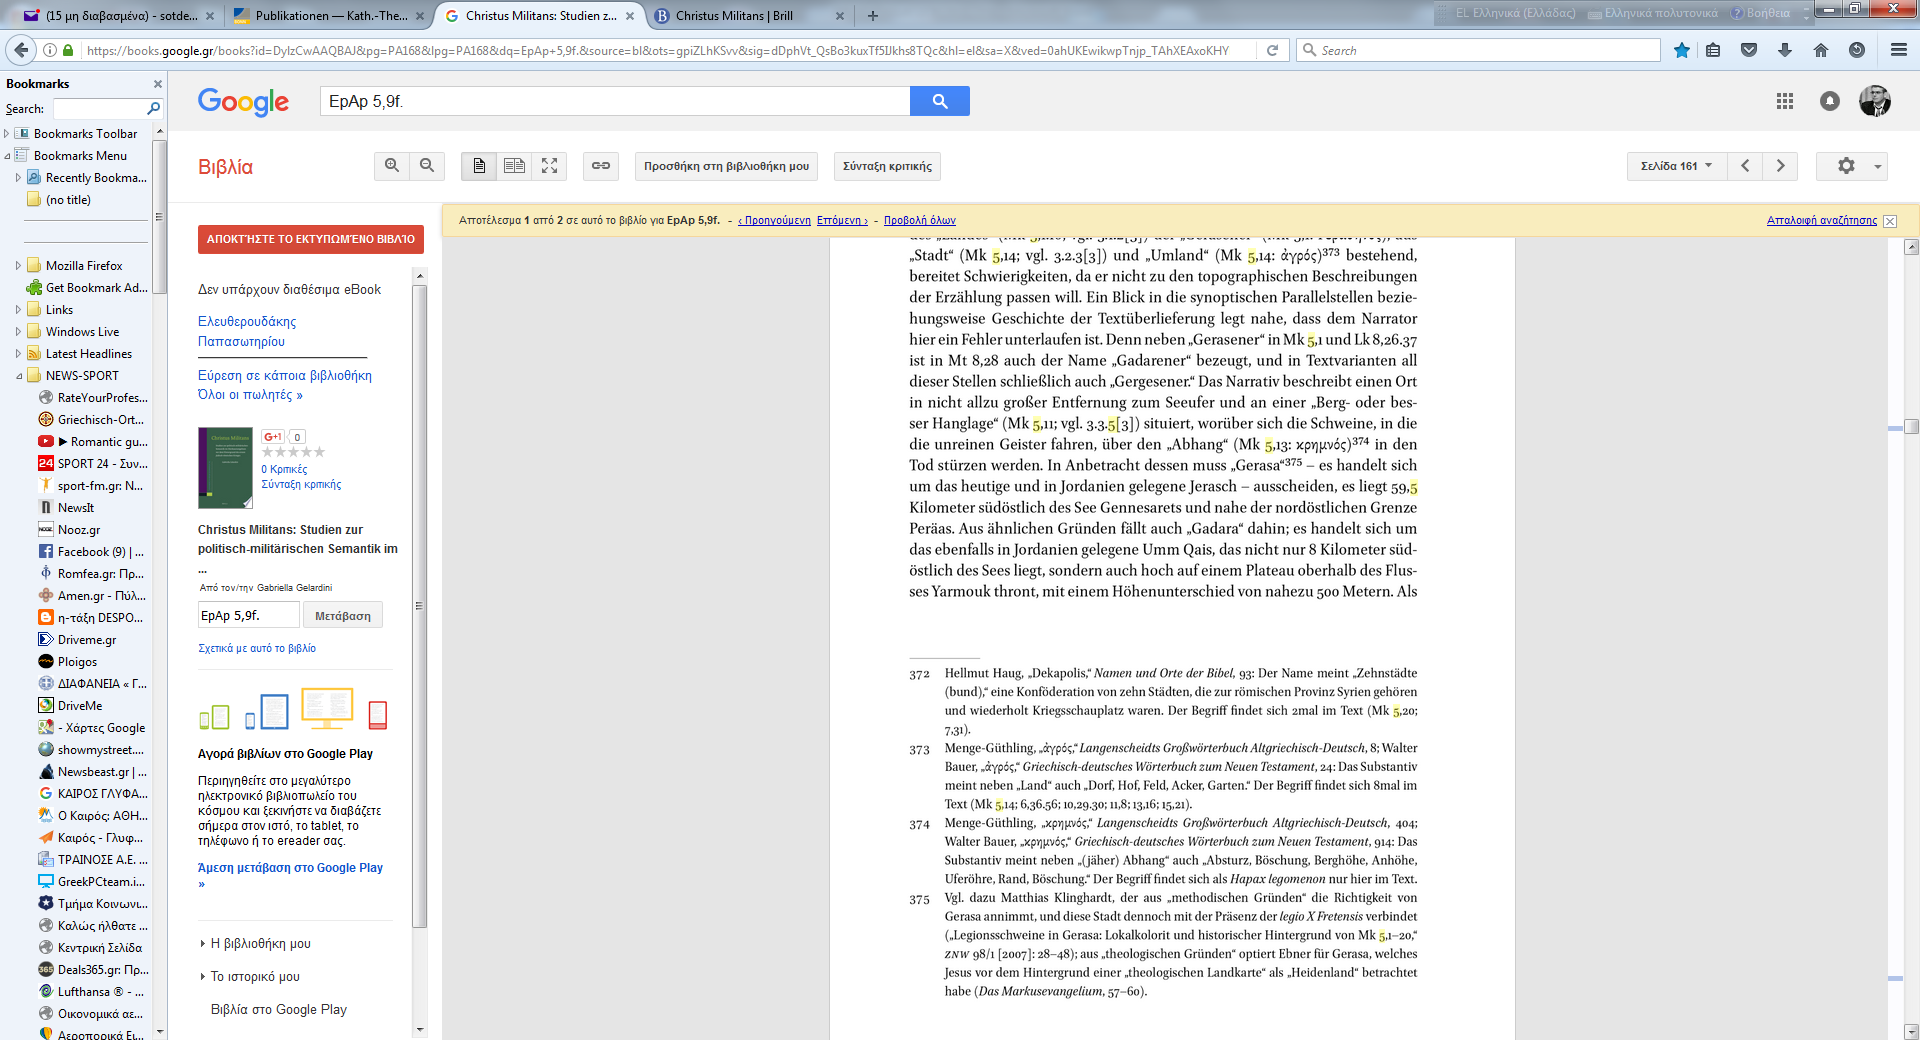 (15 μη διαβασμένα) - sotde...
Publikationen — Kath.-The...
Christus Militans: Studien z...
Christus Militans | Brill
EL Ελληνικά (Ελλάδας)
Ελληνικά πολυτονικά
Βοήθεια
https://books.google.gr/books?id=DylzCwAAQBAJ&pg=PA168&lpg=PA168&dq=EpAp+5,9f.&source=bl&ots=gpiZLhKSvv&sig=dDphVt_QsBo3kuxTf5IJkhs8TQc&hl=el&sa=X&ved=0ahUKEwikwpTnjp_TAhXEAxoKHY
Search
Bookmarks
Search:
Bookmarks Toolbar
Bookmarks Menu
Recently Bookma...
(no title)
Mozilla Firefox
Get Bookmark Ad...
Links
Windows Live
Latest Headlines
NEWS-SPORT
RateYourProfes...
Griechisch-Ort...
▶ Romantic gu...
SPORT 24 - Συν...
sport-fm.gr: N...
NewsIt
Nooz.gr
Facebook (9) | ...
Romfea.gr: Πρ...
Amen.gr - Πύλ...
η-τάξη DESPO...
Driveme.gr
Ploigos
ΔΙΑΦΑΝΕΙΑ « Γ...
DriveMe
- Χάρτες Google
showmystreet....
Newsbeast.gr | ...
ΚΑΙΡΟΣ ΓΛΥΦΑ...
Ο Καιρός: ΑΘΗ...
Καιρός - Γλυφ...
ΤΡΑΙΝΟΣΕ Α.Ε. ...
GreekPCteam.i...
Τμήμα Κοινωνι...
Καλώς ήλθατε ...
Κεντρική Σελίδα
Deals365.gr: Πρ...
Lufthansa ® - ...
Οικονομικά αε...
Αεροπορικά Ει...
Google
EpAp 5,9f.
Βιβλία
Προσθήκη στη βιβλιοθήκη μου
Σύνταξη κριτικής
Σελίδα 161
Αποτέλεσμα 1 από 2 σε αυτό το βιβλίο για EpAp 5,9f. - ‹ Προηγούμενη Επόμενη › - Προβολή όλων
Απαλοιφή αναζήτησης
ΑΠΟΚΤΉΣΤΕ ΤΟ ΕΚΤΥΠΩΜΈΝΟ ΒΙΒΛΊΟ
Δεν υπάρχουν διαθέσιμα eBook
Ελευθερουδάκης
Παπασωτηρίου
Εύρεση σε κάποια βιβλιοθήκη
Όλοι οι πωλητές »
Christus Militans
G+1
0
0 Κριτικές
Σύνταξη κριτικής
Christus Militans: Studien zur
politisch-militärischen Semantik im
...
Από τον/την Gabriella Gelardini
EpAp 5,9f.
Μετάβαση
Σχετικά με αυτό το βιβλίο
Αγορά βιβλίων στο Google Play
Περιηγηθείτε στο μεγαλύτερο
ηλεκτρονικό βιβλιοπωλείο του
κόσμου και ξεκινήστε να διαβάζετε
σήμερα στον ιστό, το tablet, το
τηλέφωνο ή το ereader σας.
Άμεση μετάβαση στο Google Play
»
Η βιβλιοθήκη μου
Το ιστορικό μου
Βιβλία στο Google Play
„Stadt“ (Mk 5,14; vgl. 3.2.3[3]) und „Umland“ (Mk 5,14: ἀγρός)373 bestehend,
bereitet Schwierigkeiten, da er nicht zu den topographischen Beschreibungen
der Erzählung passen will. Ein Blick in die synoptischen Parallelstellen bezie-
hungsweise Geschichte der Textüberlieferung legt nahe, dass dem Narrator
hier ein Fehler unterlaufen ist. Denn neben „Gerasener“ in Mk 5,1 und Lk 8,26.37
ist in Mt 8,28 auch der Name „Gadarener“ bezeugt, und in Textvarianten all
dieser Stellen schließlich auch „Gergesener.“ Das Narrativ beschreibt einen Ort
in nicht allzu großer Entfernung zum Seeufer und an einer „Berg- oder bes-
ser Hanglage“ (Mk 5,11; vgl. 3.3.5[3]) situiert, worüber sich die Schweine, in die
die unreinen Geister fahren, über den „Abhang“ (Mk 5,13: κρημνός)374 in den
Tod stürzen werden. In Anbetracht dessen muss „Gerasa“375 – es handelt sich
um das heutige und in Jordanien gelegene Jerasch – ausscheiden, es liegt 59,5
Kilometer südöstlich des See Gennesarets und nahe der nordöstlichen Grenze
Peräas. Aus ähnlichen Gründen fällt auch „Gadara“ dahin; es handelt sich um
das ebenfalls in Jordanien gelegene Umm Qais, das nicht nur 8 Kilometer süd-
östlich des Sees liegt, sondern auch hoch auf einem Plateau oberhalb des Flus-
ses Yarmouk thront, mit einem Höhenunterschied von nahezu 500 Metern. Als
372 Hellmut Haug, „Dekapolis,“ Namen und Orte der Bibel, 93: Der Name meint „Zehnstädte
(bund),“ eine Konföderation von zehn Städten, die zur römischen Provinz Syrien gehören
und wiederholt Kriegsschauplatz waren. Der Begriff findet sich 2mal im Text (Mk 5,20;
7,31).
373 Menge-Güthling, „ἀγρός,“ Langenscheidts Großwörterbuch Altgriechisch-Deutsch, 8; Walter
Bauer, „ἀγρός,“ Griechisch-deutsches Wörterbuch zum Neuen Testament, 24: Das Substantiv
meint neben „Land“ auch „Dorf, Hof, Feld, Acker, Garten.“ Der Begriff findet sich 8mal im
Text (Mk 5,14; 6,36.56; 10,29.30; 11,8; 13,16; 15,21).
374 Menge-Güthling, „κρημνός,“ Langenscheidts Großwörterbuch Altgriechisch-Deutsch, 404;
Walter Bauer, „κρημνός,“ Griechisch-deutsches Wörterbuch zum Neuen Testament, 914: Das
Substantiv meint neben „(jäher) Abhang“ auch „Absturz, Böschung, Berghöhe, Anhöhe,
Uferöhre, Rand, Böschung.“ Der Begriff findet sich als Hapax legomenon nur hier im Text.
375 Vgl. dazu Matthias Klinghardt, der aus „methodischen Gründen“ die Richtigkeit von
Gerasa annimmt, und diese Stadt dennoch mit der Präsenz der legio X Fretensis verbindet
(„Legionsschweine in Gerasa: Lokalkolorit und historischer Hintergrund von Mk 5,1–20,“
ZNW 98/1 [2007]: 28–48); aus „theologischen Gründen“ optiert Ebner für Gerasa, welches
Jesus vor dem Hintergrund einer „theologischen Landkarte“ als „Heidenland“ betrachtet
habe (Das Markusevangelium, 57–60).